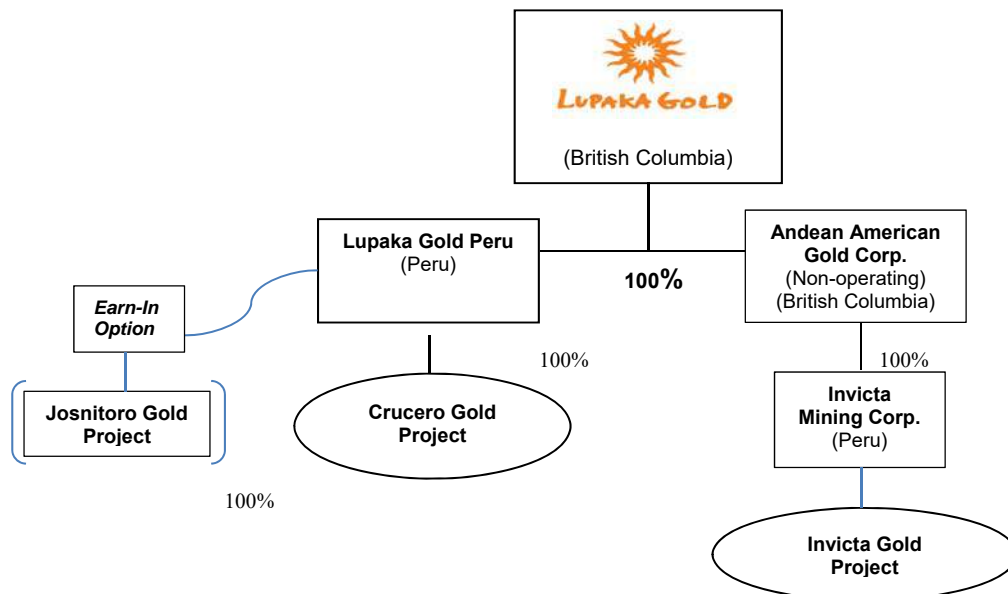 LUPAKA GOLD
(British Columbia)
Lupaka Gold Peru
(Peru)
100%
Andean American
Gold Corp.
(Non-operating)
(British Columbia)
Earn-In
Option
100%
100%
Josnitoro Gold
Project
Crucero Gold
Project
Invicta
Mining Corp.
(Peru)
100%
Invicta Gold
Project